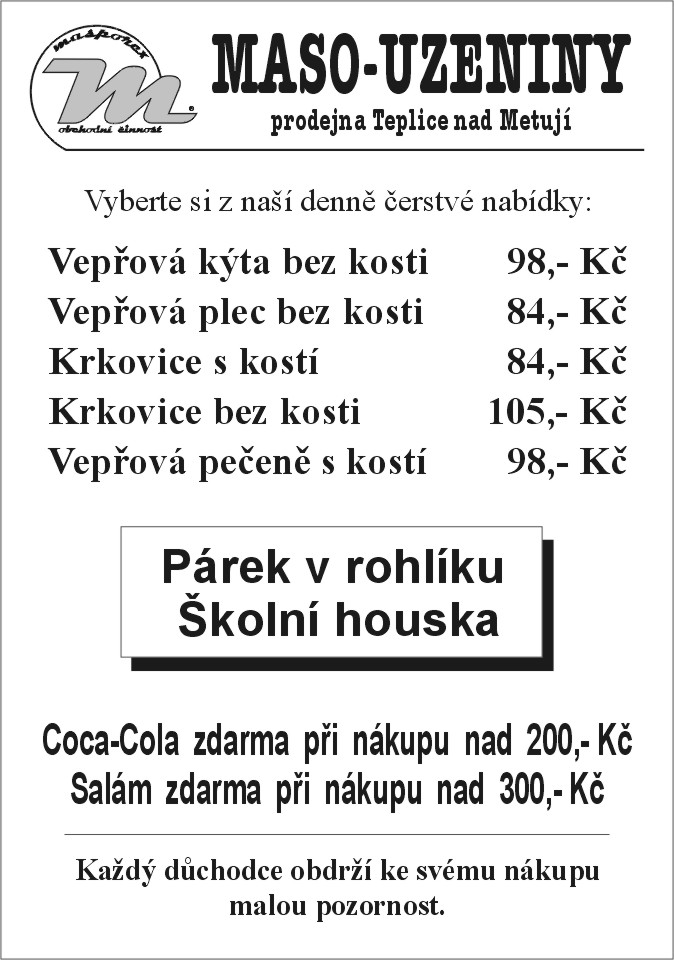 masporax
M®
obchodní činnost
MASO-UZENINY
prodejna Teplice nad Metují
Vyberte si z naší denně čerstvé nabídky:
Vepřová kýta bez kosti 98,- Kč
Vepřová plec bez kosti 84,- Kč
Krkovice s kostí 84,- Kč
Krkovice bez kosti 105,- Kč
Vepřová pečeně s kostí 98,- Kč
Párek v rohlíku
Školní houska
Coca-Cola zdarma při nákupu nad 200,- Kč
Salám zdarma při nákupu nad 300,- Kč
Každý důchodce obdrží ke svému nákupu
malou pozornost.